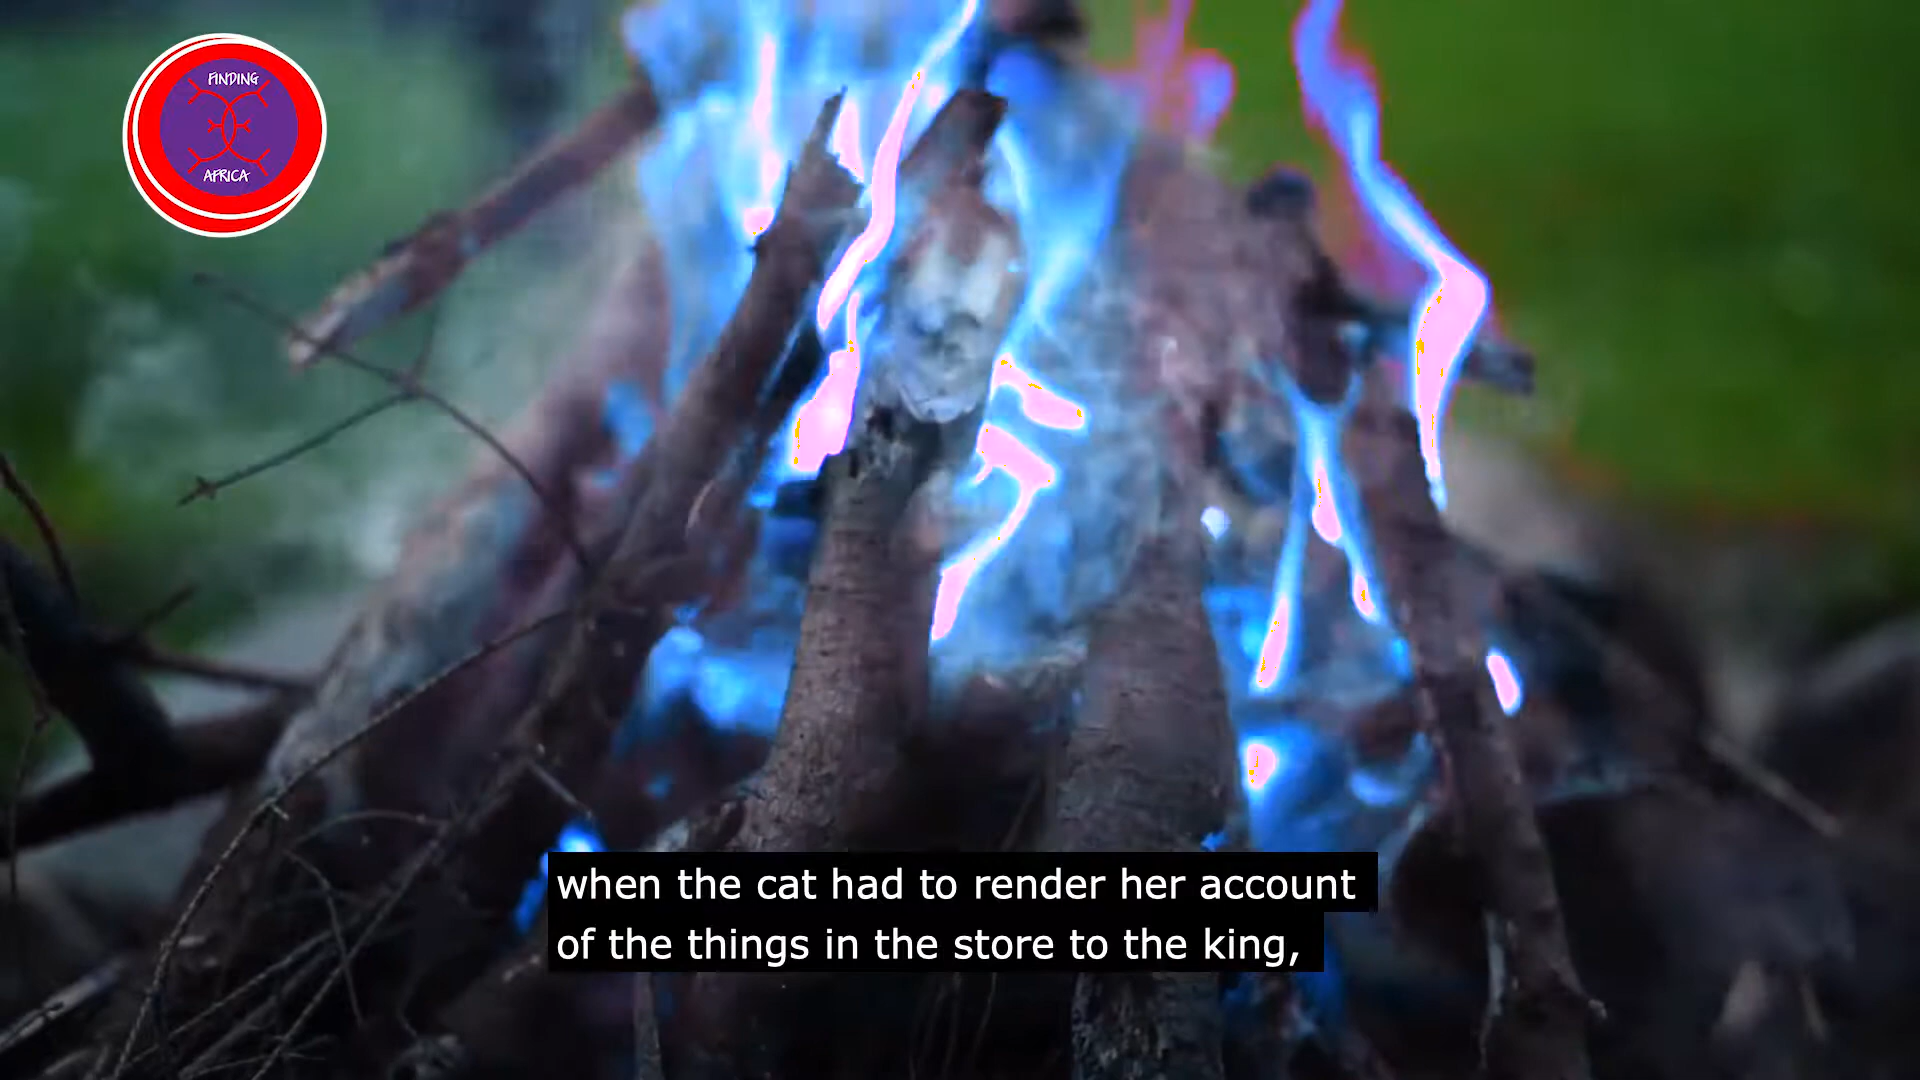 FINDING
AFRICA
when the cat had to render her account
of the things in the store to the king,